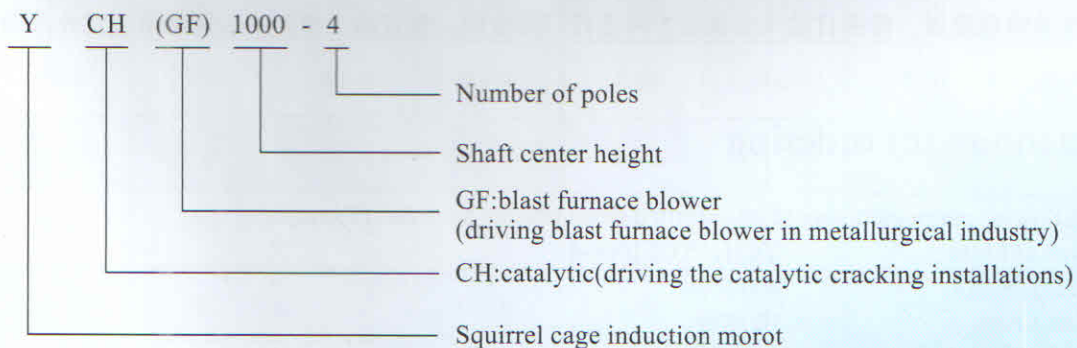 Y CH (GF) 1000 4
Number of poles
Shaft center height
GF:blast furnace blower
(driving blast furnace blower in metallurgical industry)
CH:catalytic(driving the catalytic cracking installations)
Squirrel cage induction morot